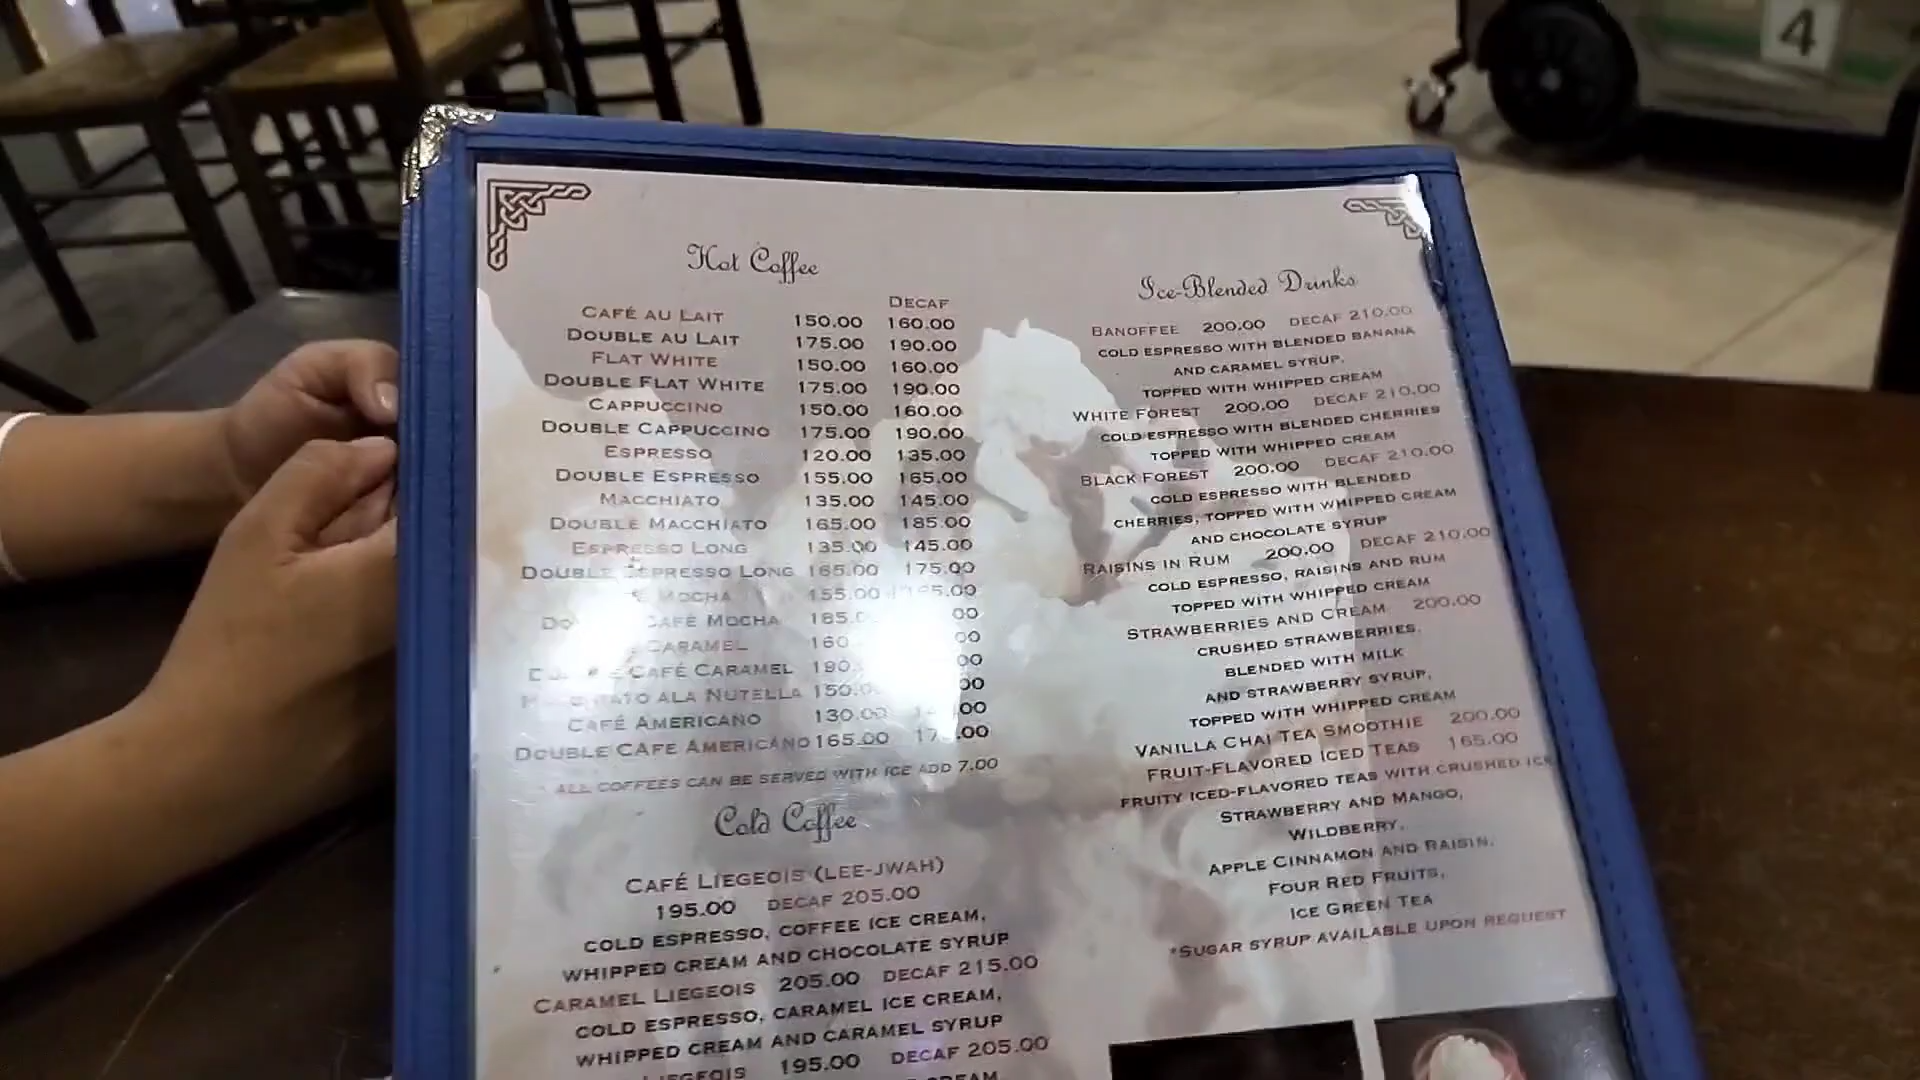 4
Hot Coffee
DECAF
CAFÉ AU LAIT 150.00 160.00
DOUBLE AU LAIT 175.00 190.00
FLAT WHITE 150.00 160.00
DOUBLE FLAT WHITE 175.00 190.00
CAPPUCCINO 150.00 160.00
DOUBLE CAPPUCCINO 175.00 190.00
ESPRESSO 120.00 135.00
DOUBLE ESPRESSO 155.00 165.00
MACCHIATO 135.00 145.00
DOUBLE MACCHIATO 165.00 185.00
ESPRESSO LONG 135.00 145.00
DOUBLE ESPRESSO LONG 165.00 175.00
MOCHA 155.00
CAFÉ MOCHA
CARAMEL
CAFÉ CARAMEL
ALA NUTELLA
CAFÉ AMERICANO 130.00
DOUBLE CAFE AMERICANO 165.00
ALL COFFEES CAN BE SERVED WITH ICE ADD 7.00
Cold Coffee
CAFÉ LIEGEOIS (LEE-JWAH)
195.00 DECAF 205.00
COLD ESPRESSO, COFFEE ICE CREAM,
WHIPPED CREAM AND CHOCOLATE SYRUP
CARAMEL LIEGEOIS 205.00 DECAF 215.00
COLD ESPRESSO, CARAMEL ICE CREAM,
WHIPPED CREAM AND CARAMEL SYRUP
LIEGEOIS 195.00 DECAF 205.00
Ice-Blended Drinks
BANOFFEE 200.00 DECAF 210.00
COLD ESPRESSO WITH BLENDED BANANA
AND CARAMEL SYRUP,
TOPPED WITH WHIPPED CREAM
WHITE FOREST 200.00 DECAF 210.00
COLD ESPRESSO WITH BLENDED CHERRIES
TOPPED WITH WHIPPED CREAM
BLACK FOREST 200.00 DECAF 210.00
COLD ESPRESSO WITH BLENDED
CHERRIES, TOPPED WITH WHIPPED CREAM
AND CHOCOLATE SYRUP
RAISINS IN RUM 200.00 DECAF 210.00
COLD ESPRESSO, RAISINS AND RUM
TOPPED WITH WHIPPED CREAM
STRAWBERRIES AND CREAM 200.00
CRUSHED STRAWBERRIES,
BLENDED WITH MILK
AND STRAWBERRY SYRUP,
TOPPED WITH WHIPPED CREAM
VANILLA CHAI TEA SMOOTHIE 200.00
FRUIT-FLAVORED ICED TEAS 165.00
FRUITY ICED-FLAVORED TEAS WITH CRUSHED ICE
STRAWBERRY AND MANGO,
WILDBERRY,
APPLE CINNAMON AND RAISIN,
FOUR RED FRUITS,
ICE GREEN TEA
*SUGAR SYRUP AVAILABLE UPON REQUEST